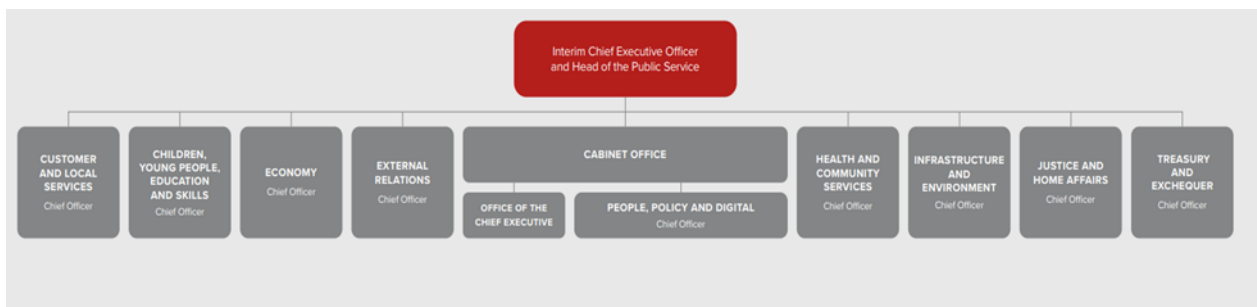 Interim Chief Executive Officer
and Head of the Public Service
CUSTOMER
AND LOCAL
SERVICES
Chief Officer
CHILDREN,
YOUNG PEOPLE,
EDUCATION
AND SKILLS
Chief Officer
ECONOMY
Chief Officer
EXTERNAL
RELATIONS
Chief Officer
CABINET OFFICE
OFFICE OF THE
CHIEF EXECUTIVE
PEOPLE, POLICY AND DIGITAL
Chief Officer
HEALTH AND
COMMUNITY
SERVICES
Chief Officer
INFRASTRUCTURE
AND
ENVIRONMENT
Chief Officer
JUSTICE AND
HOME AFFAIRS
Chief Officer
TREASURY
AND
EXCHEQUER
Chief Officer